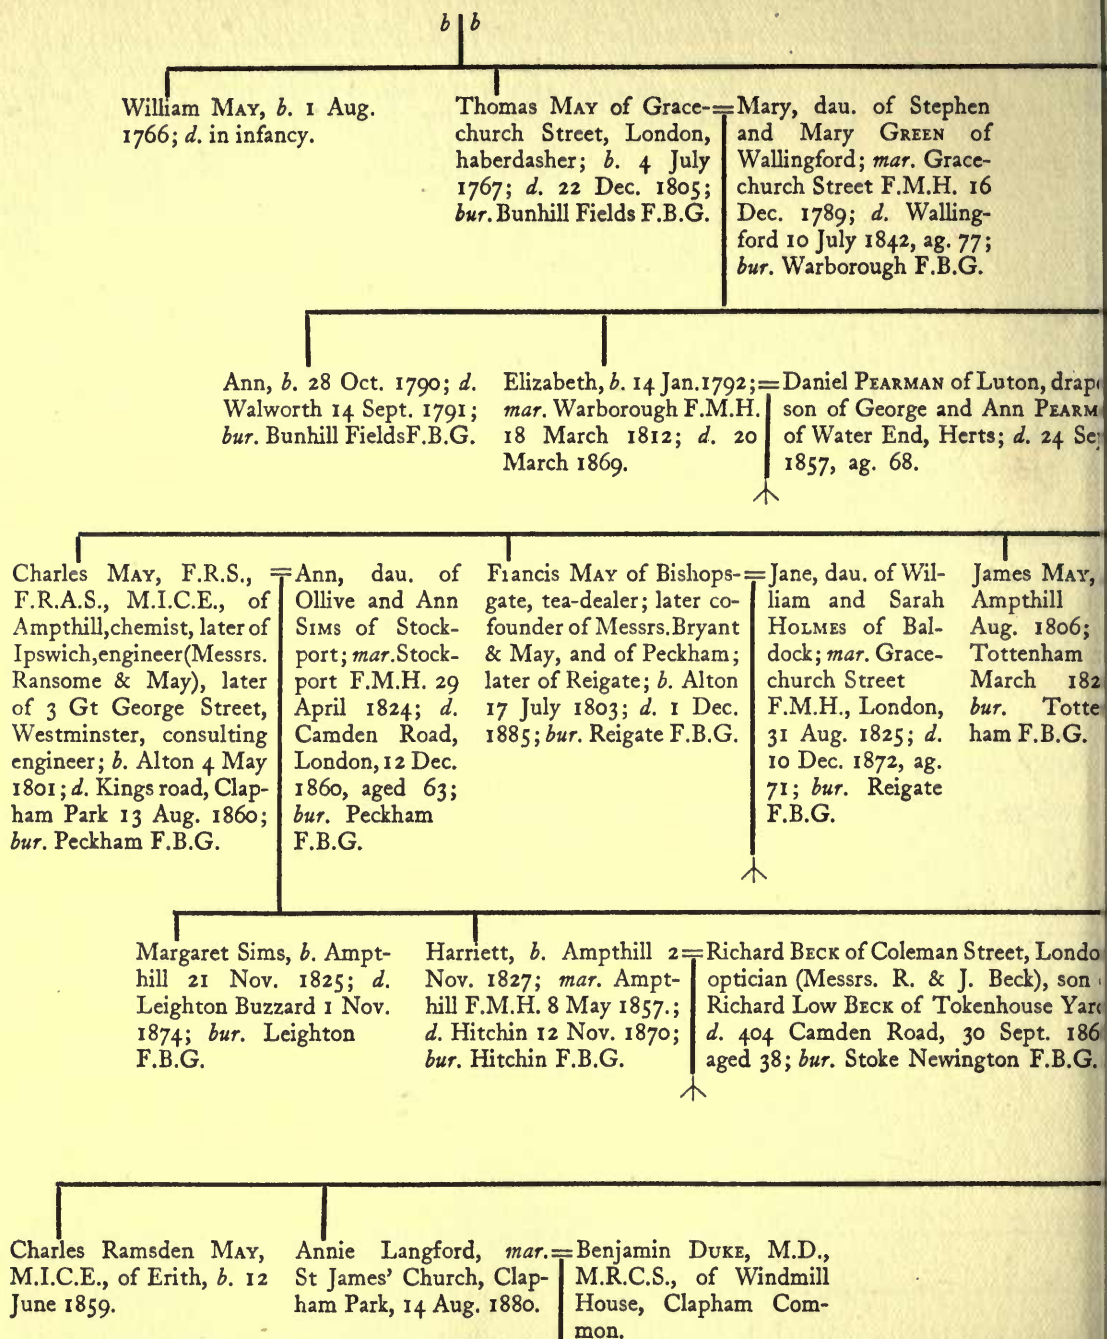 b b
William MAY, b. 1 Aug.
1766; d. in infancy.
Thomas MAY of Grace-
church Street, London,
haberdasher; b. 4 July
1767; d. 22 Dec. 1805;
bur. Bunhill Fields F.B.G.
=Mary, dau. of Stephen
and Mary GREEN of
Wallingford; mar. Grace-
church Street F.M.H. 16
Dec. 1789; d. Walling-
ford 10 July 1842, ag. 77;
bur. Warborough F.B.G.
Ann, b. 28 Oct. 1790; d.
Walworth 14 Sept. 1791;
bur. Bunhill FieldsF.B.G.
Elizabeth, b. 14 Jan.1792;
mar. Warborough F.M.H.
18 March 1812; d. 20
March 1869.
=Daniel PEARMAN of Luton, drap
son of George and Ann PEARM
of Water End, Herts; d. 24 Se
1857, ag. 68.
Charles MAY, F.R.S.,
F.R.A.S., M.I.C.E., of
Ampthill,chemist, later of
Ipswich,engineer(Messrs.
Ransome & May), later
of 3 Gt George Street,
Westminster, consulting
engineer; b. Alton 4 May
1801; d. Kings road, Clap-
ham Park 13 Aug. 1860;
bur. Peckham F.B.G.
=Ann, dau. of
Ollive and Ann
SIMS of Stock-
port; mar.Stock-
port F.M.H. 29
April 1824; d.
Camden Road,
London, 12 Dec.
1860, aged 63;
bur. Peckham
F.B.G.
Francis MAY of Bishops-
gate, tea-dealer; later co-
founder of Messrs.Bryant
& May, and of Peckham;
later of Reigate; b. Alton
17 July 1803; d. 1 Dec.
1885; bur. Reigate F.B.G.
=Jane, dau. of Wil-
liam and Sarah
HOLMES of Bal-
dock; mar. Grace-
church Street
F.M.H., London,
31 Aug. 1825; d.
10 Dec. 1872, ag.
71; bur. Reigate
F.B.G.
James MAY,
Ampthill
Aug. 1806;
Tottenham
March 182
bur. Totte
ham F.B.G.
Margaret Sims, b. Ampt-
hill 21 Nov. 1825; d.
Leighton Buzzard 1 Nov.
1874; bur. Leighton
F.B.G.
Harriett, b. Ampthill 2
Nov. 1827; mar. Ampt-
hill F.M.H. 8 May 1857.;
d. Hitchin 12 Nov. 1870;
bur. Hitchin F.B.G.
=Richard BECK of Coleman Street, Londo
optician (Messrs. R. & J. Beck), son
Richard Low BECK of Tokenhouse Yar
d. 404 Camden Road, 30 Sept. 186
aged 38; bur. Stoke Newington F.B.G.
Charles Ramsden MAY,
M.I.C.E., of Erith, b. 12
June 1859.
Annie Langford, mar.
St James' Church, Clap-
ham Park, 14 Aug. 1880.
=Benjamin DUKE, M.D.,
M.R.C.S., of Windmill
House, Clapham Com-
mon.